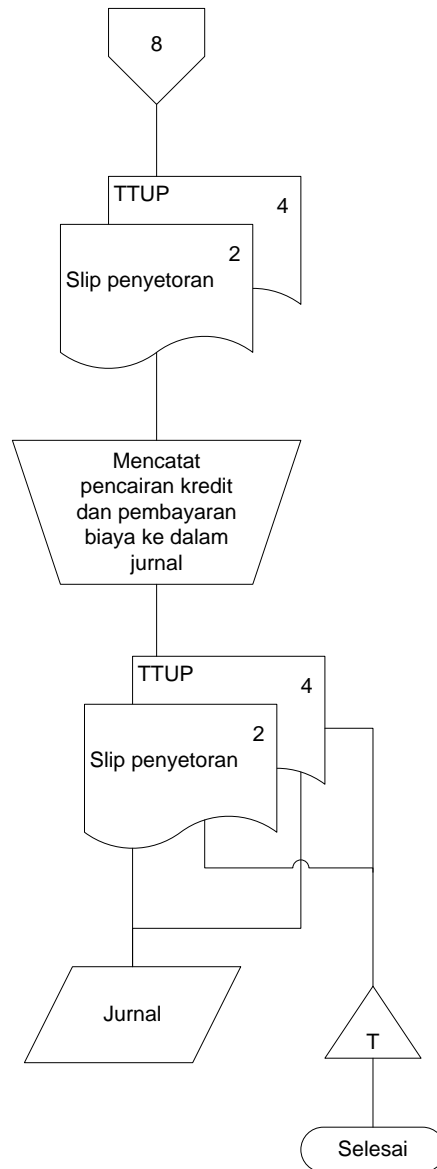 8
TTUP
4
2
Slip penyetoran
Mencatat
pencairan kredit
dan pembayaran
biaya ke dalam
jurnal
TTUP
4
2
Slip penyetoran
Jurnal
T
Selesai